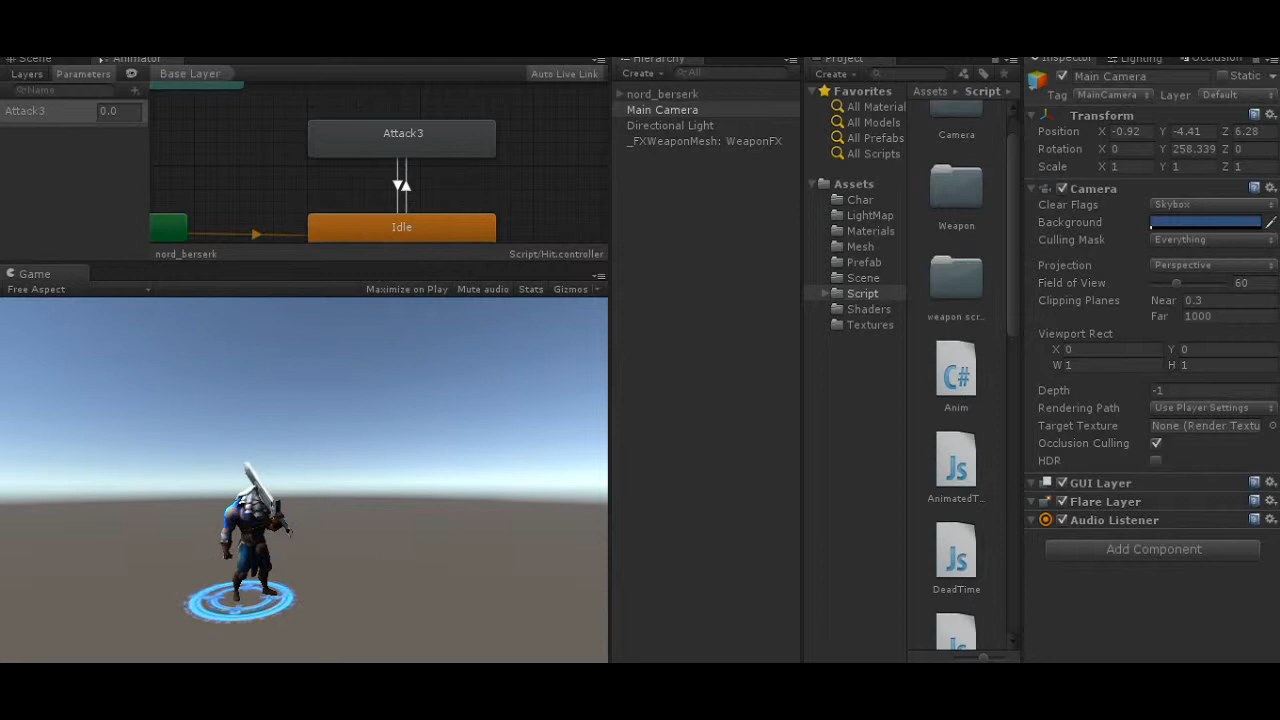 Scene Animator
Layers Parameters Base Layer Auto Live Link
Name
Attack3 0.0
Attack3
Idle
nord_berserk Script/Hit.controller
Game
Free Aspect Maximize on Play Mute audio Stats Gizmos
Hierarchy
Create All
nord_berserk
Main Camera
Directional Light
_FXWeaponMesh: WeaponFX
Project
Create
Favorites
All Material
All Models
All Prefabs
All Scripts
Assets
Char
LightMap
Materials
Mesh
Prefab
Scene
Script
Shaders
Textures
Assets Script
Camera
Weapon
weapon scr..
C#
Anim
Js
AnimatedT...
Js
DeadTime
Js
Inspector Lighting Occlusion
Main Camera Static
Tag MainCamera Layer Default
Transform
Position X -0.92 Y -4.41 Z 6.28
Rotation X 0 Y 258.339 Z 0
Scale X 1 Y 1 Z 1
Camera
Clear Flags Skybox
Background
Culling Mask Everything
Projection Perspective
Field of View 60
Clipping Planes Near 0.3
Far 1000
Viewport Rect
X 0 Y 0
W 1 H 1
Depth -1
Rendering Path Use Player Settings
Target Texture None (Render Textu
Occlusion Culling
HDR
GUI Layer
Flare Layer
Audio Listener
Add Component